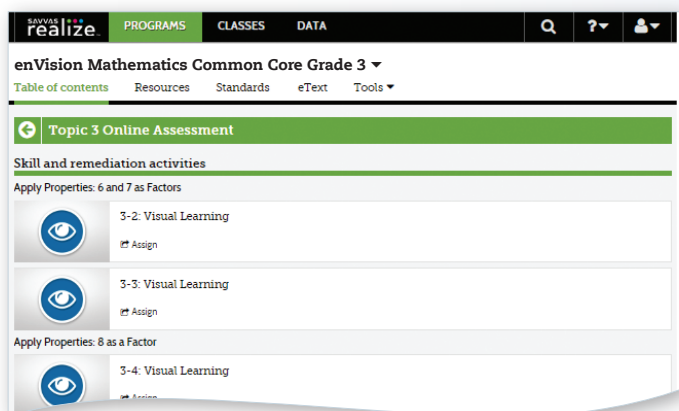 SAVVAS
realize. PROGRAMS CLASSES DATA ?
enVision Mathematics Common Core Grade 3
Table of contents Resources Standards eText Tools
Topic 3 Online Assessment
Skill and remediation activities
Apply Properties: 6 and 7 as Factors
3-2: Visual Learning
Assign
3-3: Visual Learning
Assign
Apply Properties: 8 as a Factor
3-4: Visual Learning
Assign